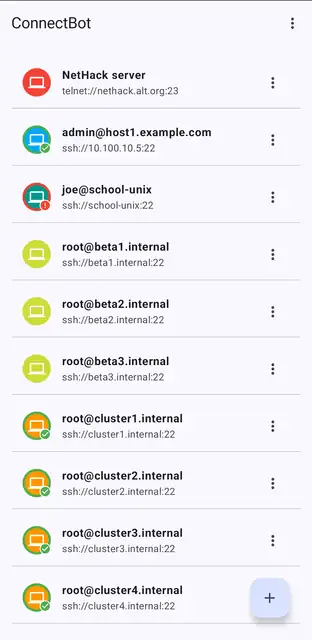 ConnectBot
NetHack server
telnet://nethack.alt.org:23
admin@host1.example.com
ssh://10.100.10.5:22
joe@school-unix
ssh://school-unix:22
root@beta1.internal
ssh://beta1.internal:22
root@beta2.internal
ssh://beta2.internal:22
root@beta3.internal
ssh://beta3.internal:22
root@cluster1.internal
ssh://cluster1.internal:22
root@cluster2.internal
ssh://cluster2.internal:22
root@cluster3.internal
ssh://cluster3.internal:22
root@cluster4.internal
ssh://cluster4.internal:22